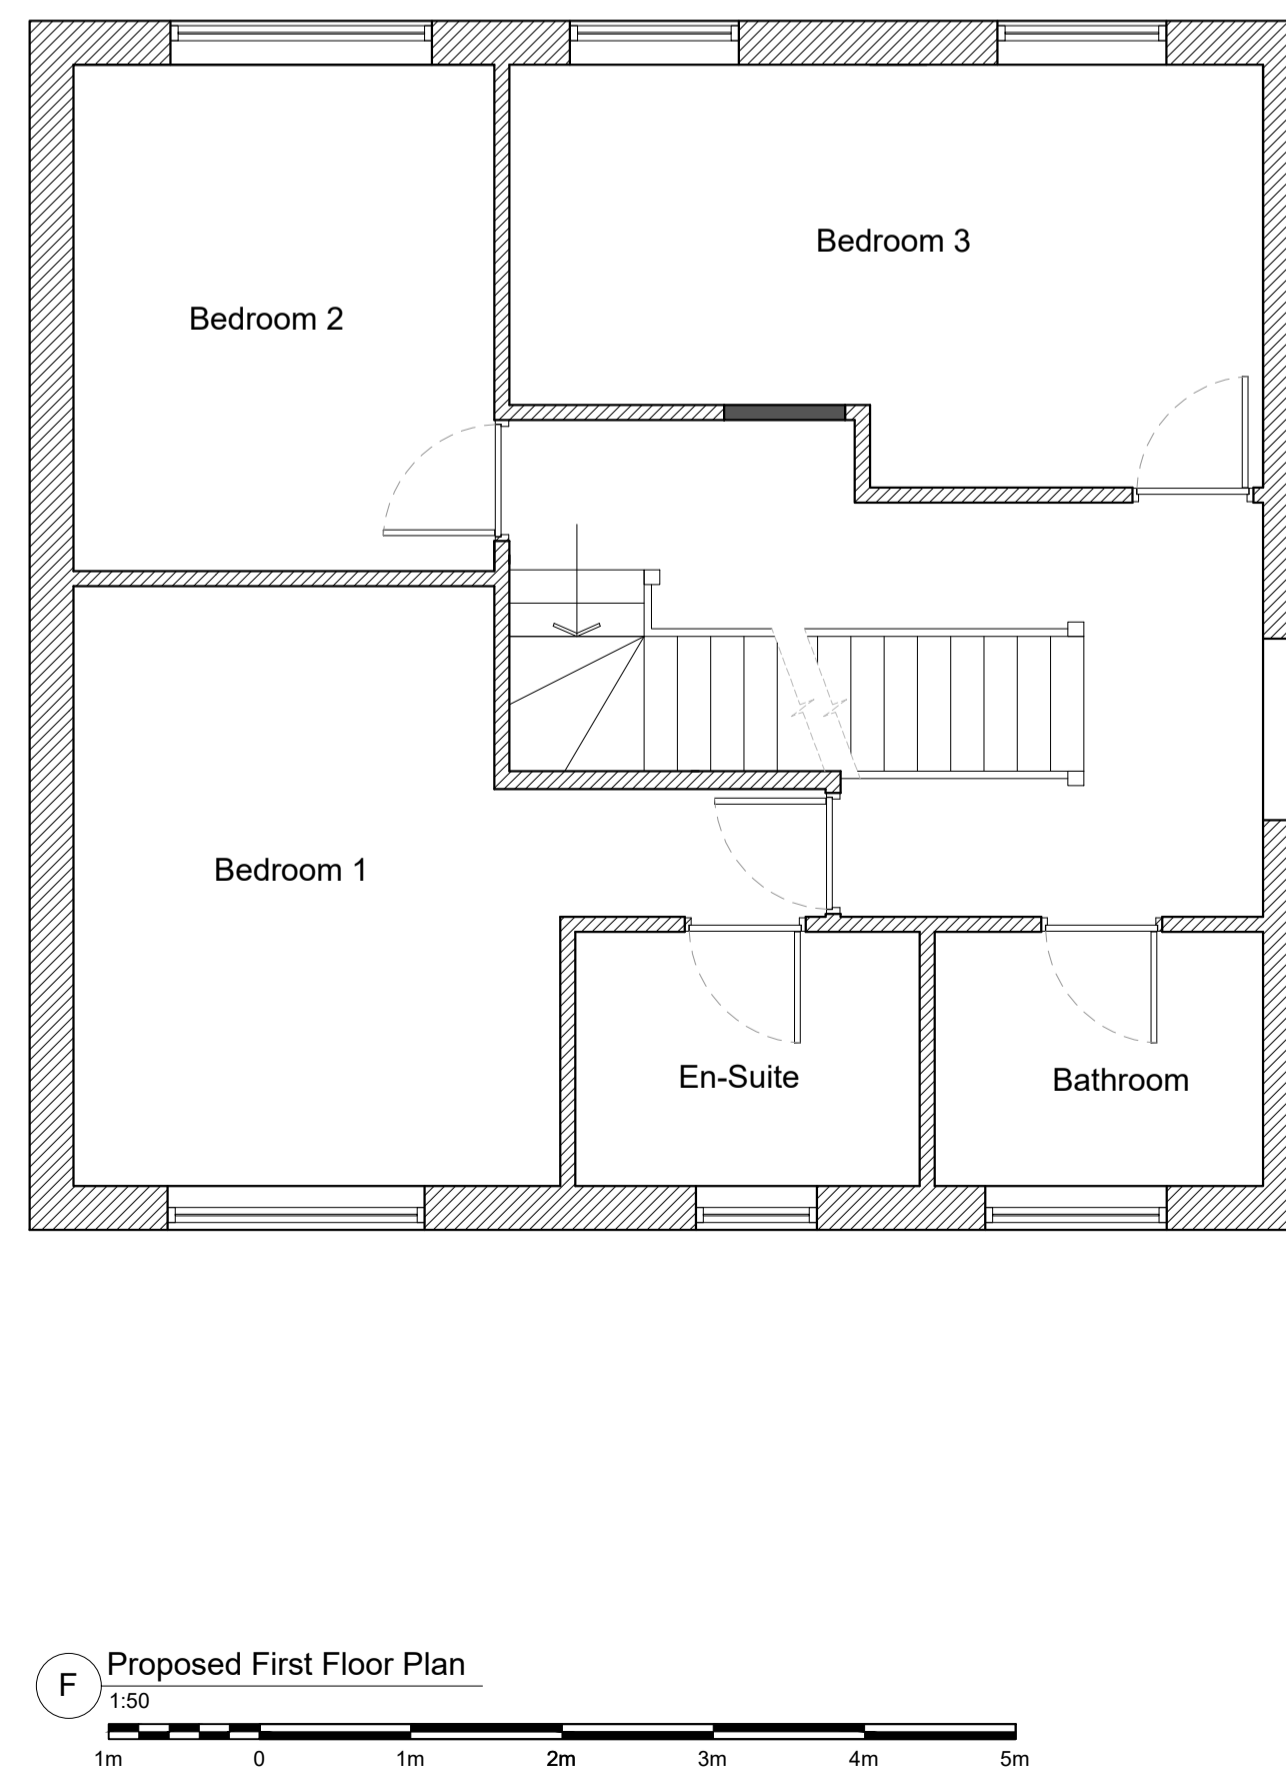 Bedroom 3
Bedroom 2
Bedroom 1
En-Suite
Bathroom
F
Proposed First Floor Plan
1:50
1m 0 1m 2m 3m 4m 5m